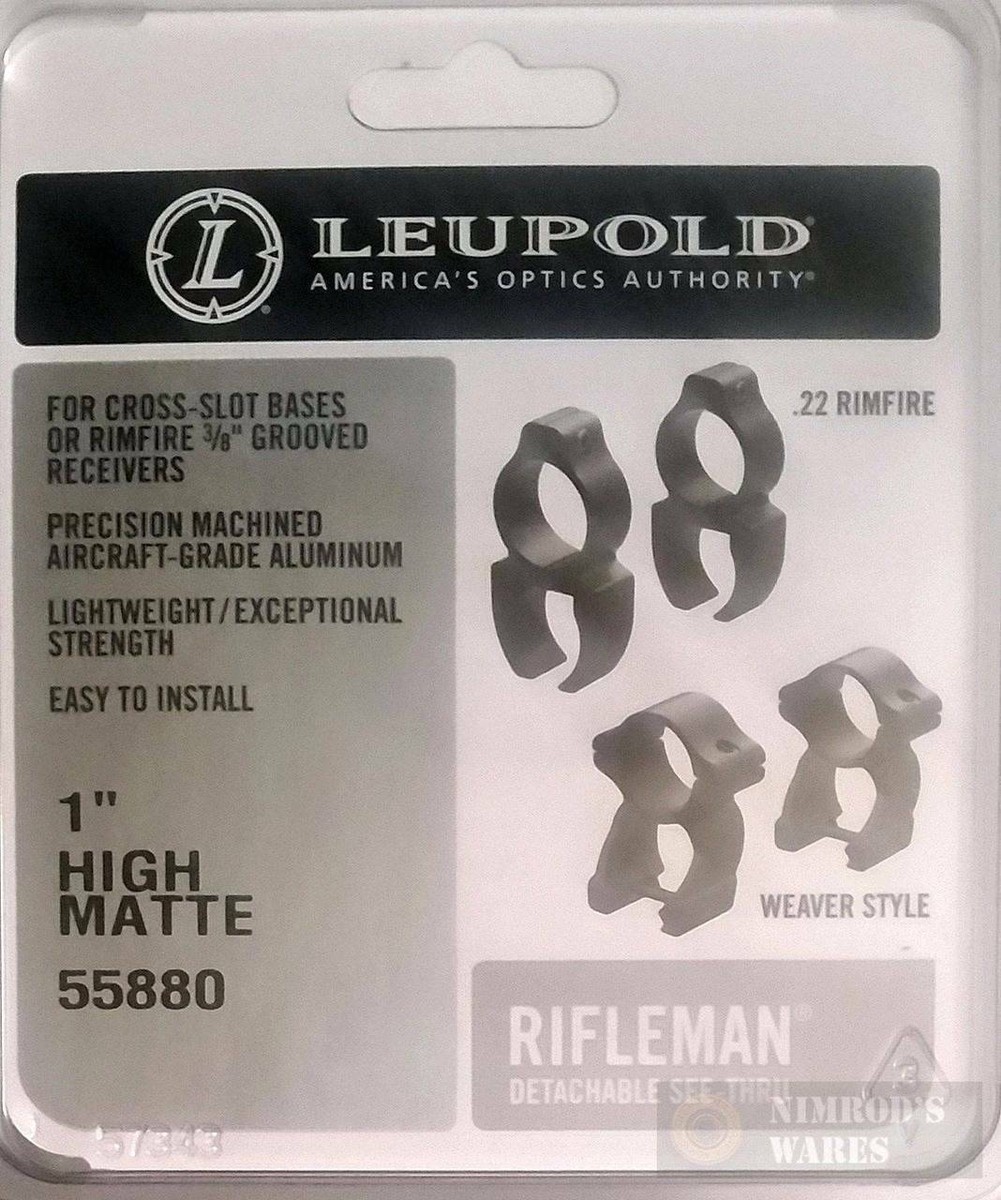 L
LEUPOLD®
AMERICA'S OPTICS AUTHORITY®
FOR CROSS-SLOT BASES
OR RIMFIRE 3/8" GROOVED
RECEIVERS
PRECISION MACHINED
AIRCRAFT-GRADE ALUMINUM
LIGHTWEIGHT/EXCEPTIONAL
STRENGTH
EASY TO INSTALL
1"
HIGH
MATTE
55880
.22 RIMFIRE
WEAVER STYLE
RIFLEMAN®
DETACHABLE SEE-THRU
3
57343
NIMROD'S
WARES